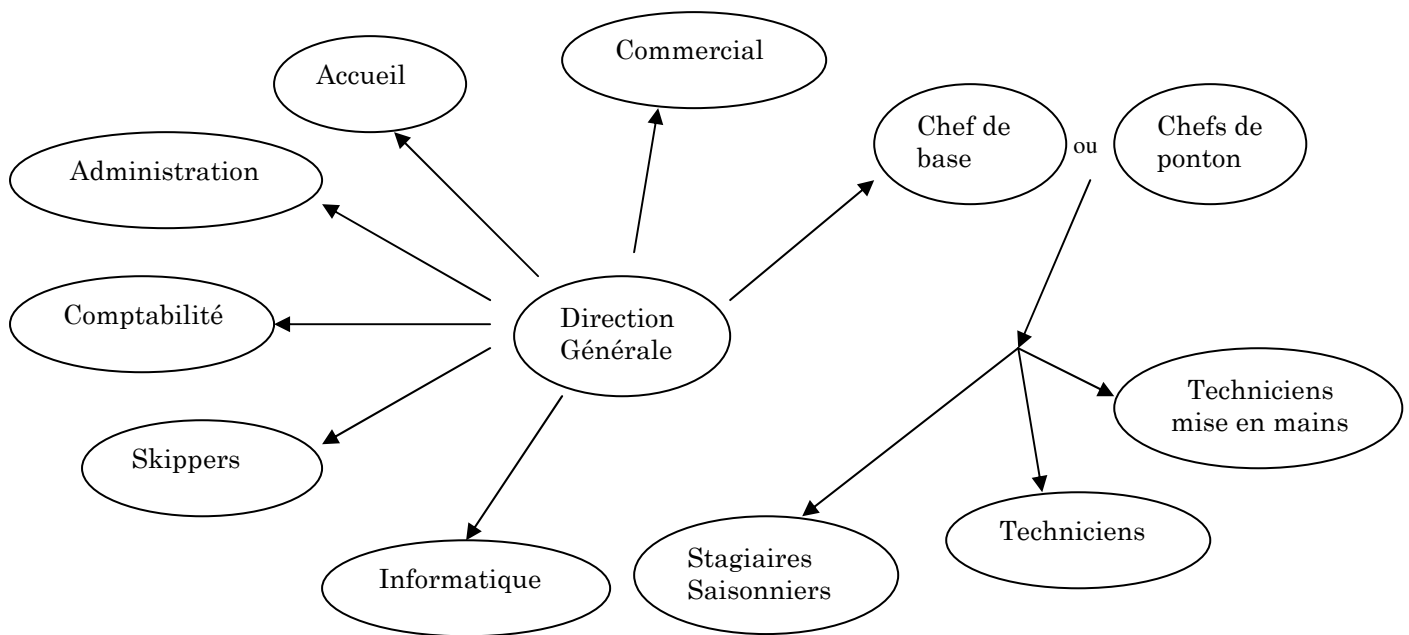 Commercial
Accueil
Chef de
base
ou
Chefs de
ponton
Administration
Comptabilité
Direction
Générale
Techniciens
mise en mains
Skippers
Techniciens
Stagiaires
Saisonniers
Informatique